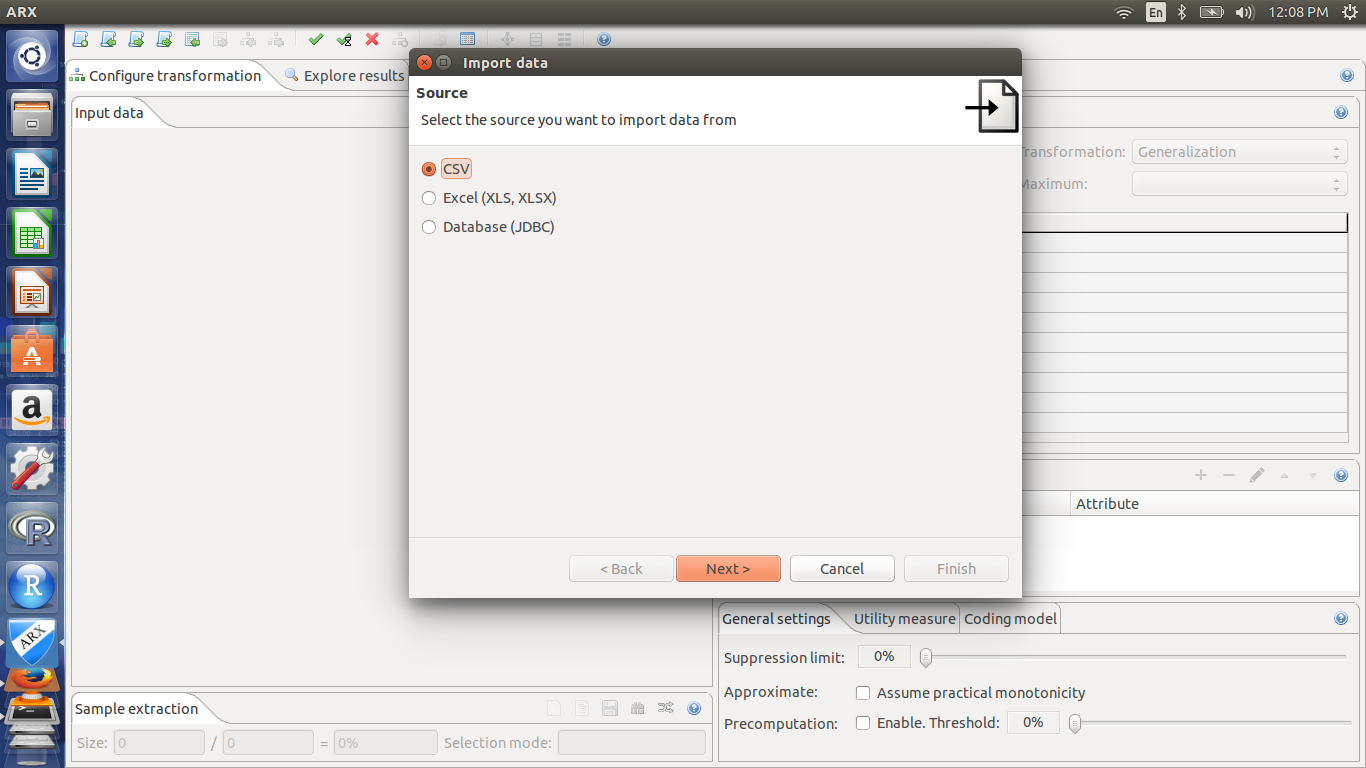 ARX
En
12:08 PM
Configure transformation
Explore results
Input data
Import data
Source
Select the source you want to import data from
CSV
Excel (XLS, XLSX)
Database (JDBC)
< Back
Next >
Cancel
Finish
Transformation:
Generalization
Maximum:
Attribute
General settings
Utility measure
Coding model
Suppression limit:
0%
Approximate:
Assume practical monotonicity
Precomputation:
Enable. Threshold:
0%
Sample extraction
Size:
0
/
0
=
0%
Selection mode:
a
R
R
ARX